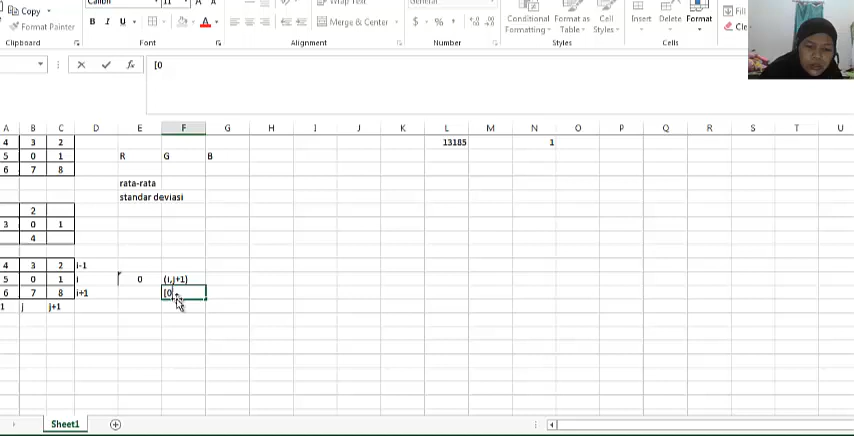 Calibri 11 Wrap Text General
Copy
Format Painter
B I U A Merge & Center $ % , Conditional Formatting Format as Table Cell Styles Insert Delete Format Fill
Clipboard Font Alignment Number Styles Cells
fx [0
A B C D E F G H I J K L M N O P Q R S T U
4 3 2 13185 1
5 0 1 R G B
6 7 8
rata-rata
2 standar deviasi
3 0 1
4
4 3 2 i-1
5 0 1 i 0 (i,j+1)
6 7 8 i+1 [0
1 j j+1
Sheet1